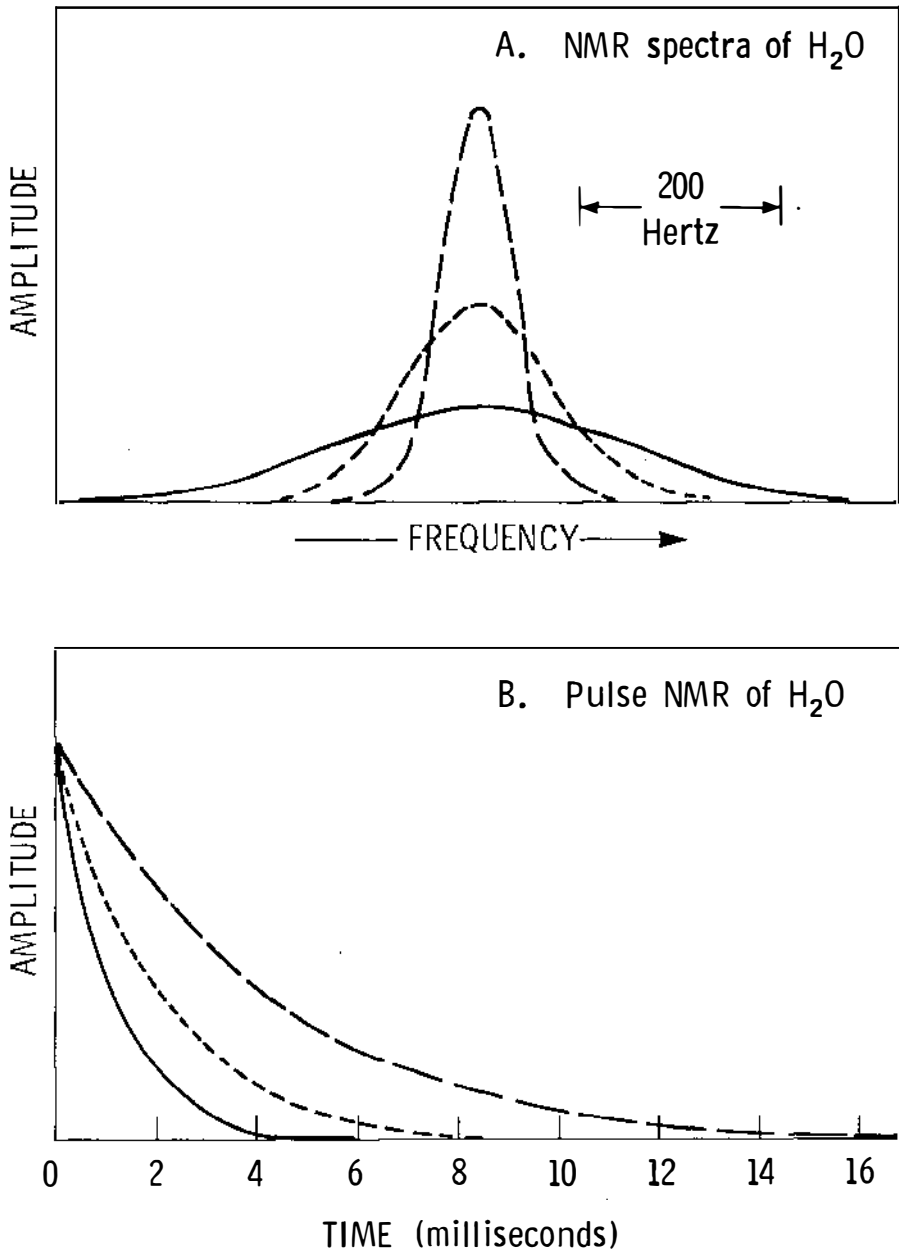 A. NMR spectra of H₂O
AMPLITUDE
200
Hertz
FREQUENCY
B. Pulse NMR of H₂O
AMPLITUDE
0 2 4 6 8 10 12 14 16
TIME (milliseconds)